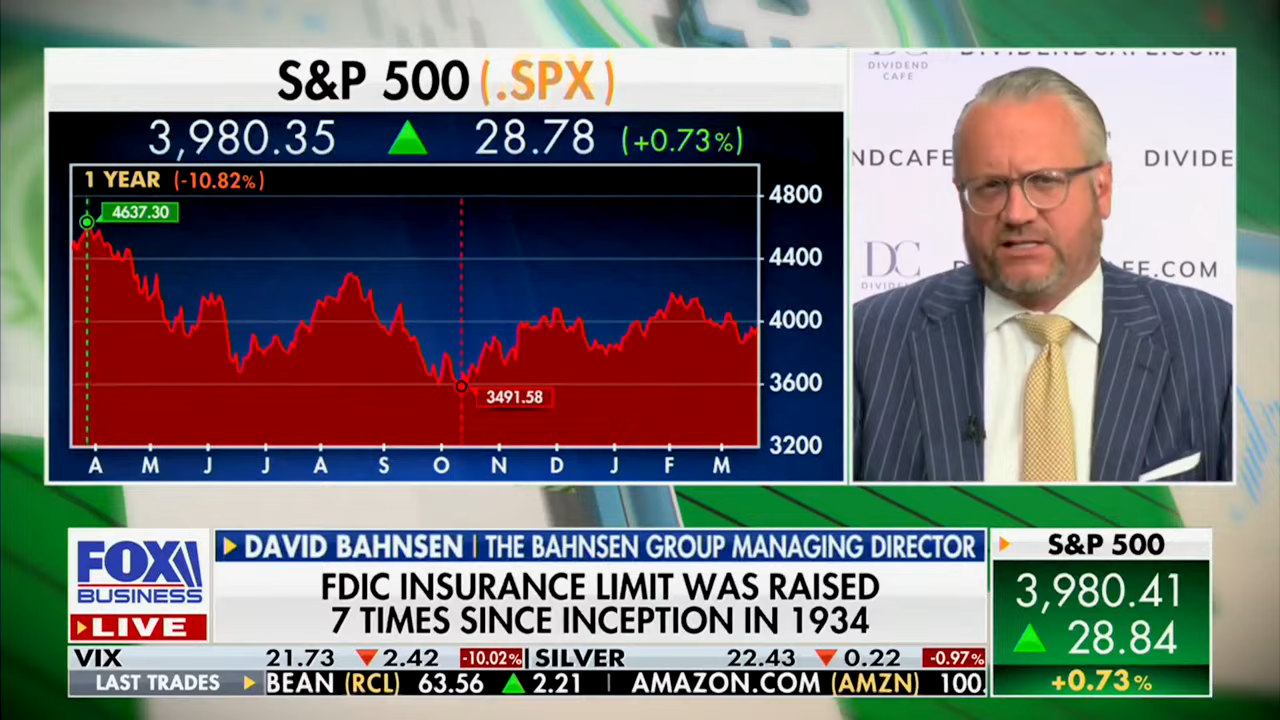 S&P 500 (.SPX)
3,980.35 ▲ 28.78 (+0.73%)
1 YEAR (-10.82%)
4637.30
3491.58
4800
4400
4000
3600
3200
A M J J A S O N D J F M
DIVIDENDCAFE.COM
DIVIDEND
CAFE
NDCAFE
DIVIDE
DC
AFE.COM
FOX
BUSINESS
LIVE
DAVID BAHNSEN | THE BAHNSEN GROUP MANAGING DIRECTOR
FDIC INSURANCE LIMIT WAS RAISED
7 TIMES SINCE INCEPTION IN 1934
S&P 500
3,980.41
▲ 28.84
+0.73%
VIX 21.73 ▼ 2.42 -10.02% | SILVER 22.43 ▼ 0.22 -0.97%
LAST TRADES BEAN (RCL) 63.56 ▲ 2.21 | AMAZON.COM (AMZN) 100.